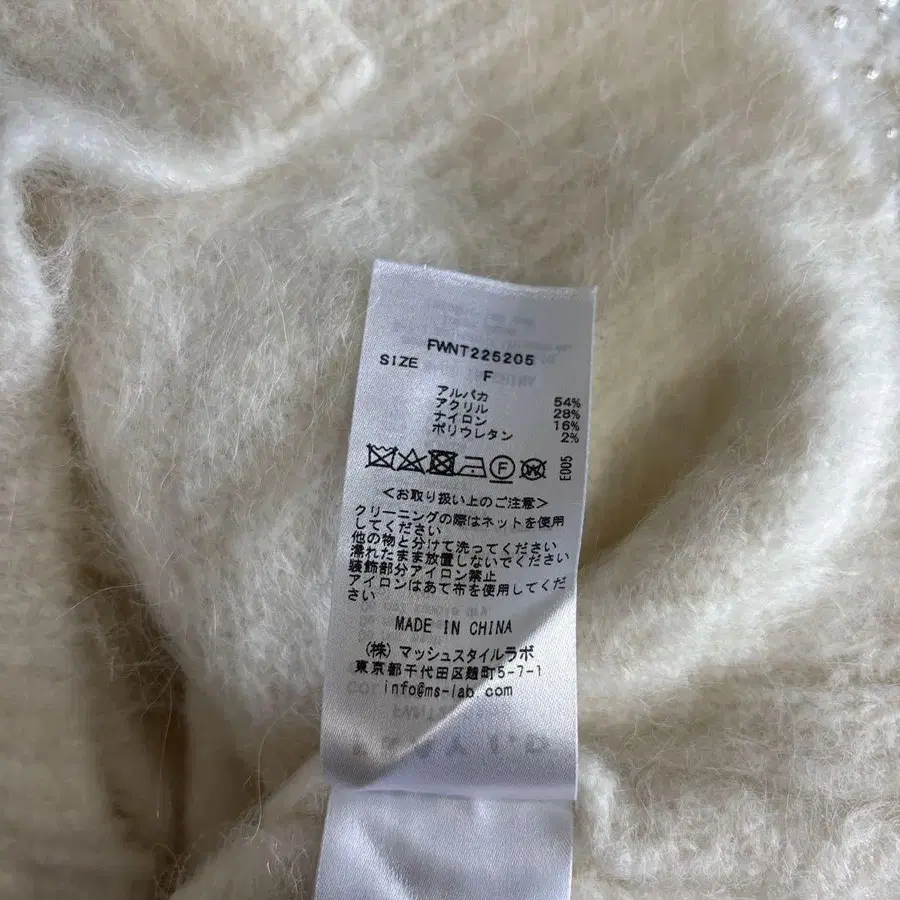 FWNT225205
SIZE F
アルパカ 54%
アクリル 28%
ナイロン 16%
ポリウレタン 2%
F W E005
<お取り扱い上のご注意>
クリーニングの際はネットを使用
してください
他の物と分けて洗ってください
濡れたまま放置しないでください
装飾部分アイロン禁止
アイロンはあて布を使用してくだ
さい
MADE IN CHINA
(株)マッシュスタイルラボ
東京都千代田区麹町5-7-1
info@ms-lab.com